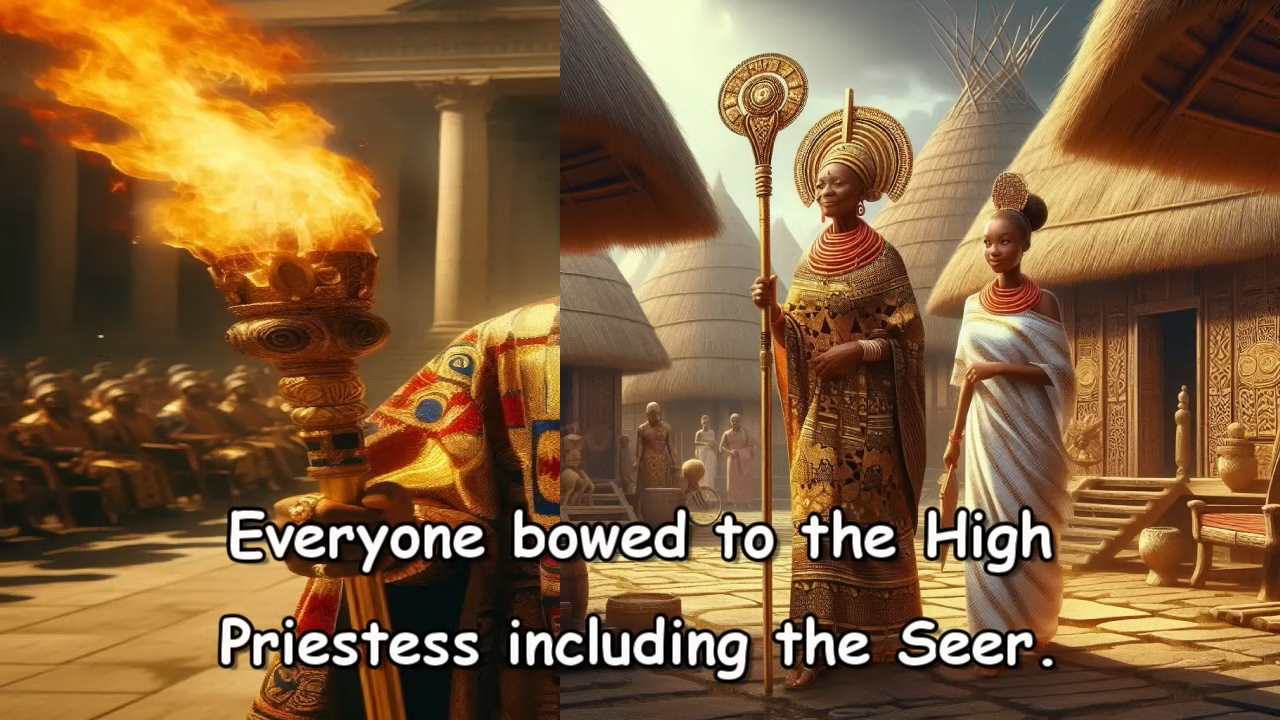 Everyone bowed to the High
Priestess including the Seer.